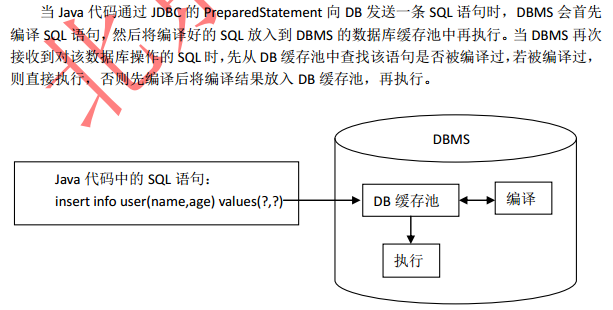 当 Java 代码通过 JDBC 的 PreparedStatement 向 DB 发送一条 SQL 语句时，DBMS 会首先
编译 SQL 语句，然后将编译好的 SQL 放入到 DBMS 的数据库缓存池中再执行。当 DBMS 再次
接收到对该数据库操作的 SQL 时，先从 DB 缓存池中查找该语句是否被编译过，若被编译过，
则直接执行，否则先编译后将编译结果放入 DB 缓存池，再执行。
DBMS
Java 代码中的 SQL 语句：
insert info user(name,age) values(?,?)
DB 缓存池
编译
执行